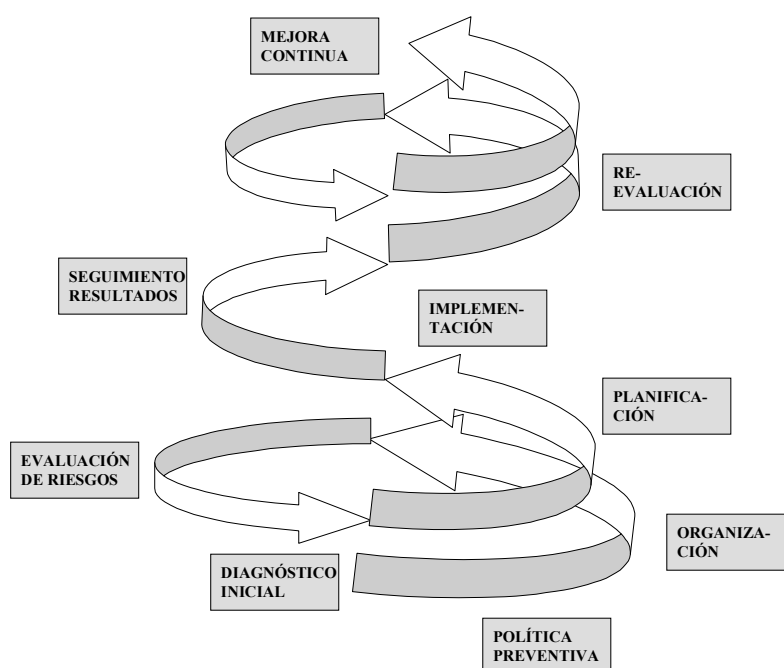 MEJORA
CONTINUA
RE-
EVALUACIÓN
SEGUIMIENTO
RESULTADOS
IMPLEMEN-
TACIÓN
PLANIFICA-
CIÓN
EVALUACIÓN
DE RIESGOS
ORGANIZA-
CIÓN
DIAGNÓSTICO
INICIAL
POLÍTICA
PREVENTIVA